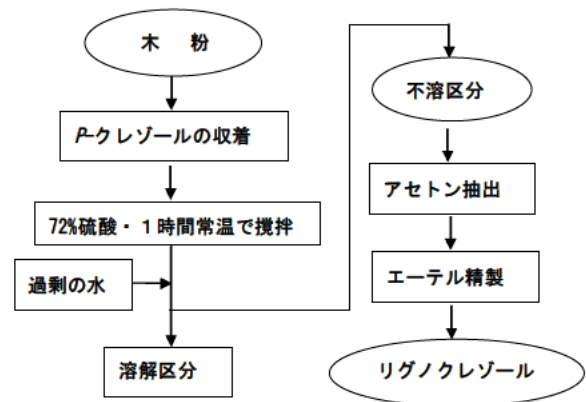 木 粉
P-クレゾールの収着
72%硫酸・１時間常温で攪拌
過剰の水
溶解区分
不溶区分
アセトン抽出
エーテル精製
リグノクレゾール